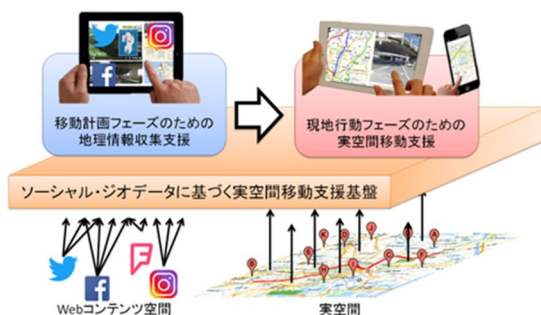 移動計画フェーズのための
地理情報収集支援
現地行動フェーズのための
実空間移動支援
ソーシャル・ジオデータに基づく実空間移動支援基盤
Webコンテンツ空間
実空間